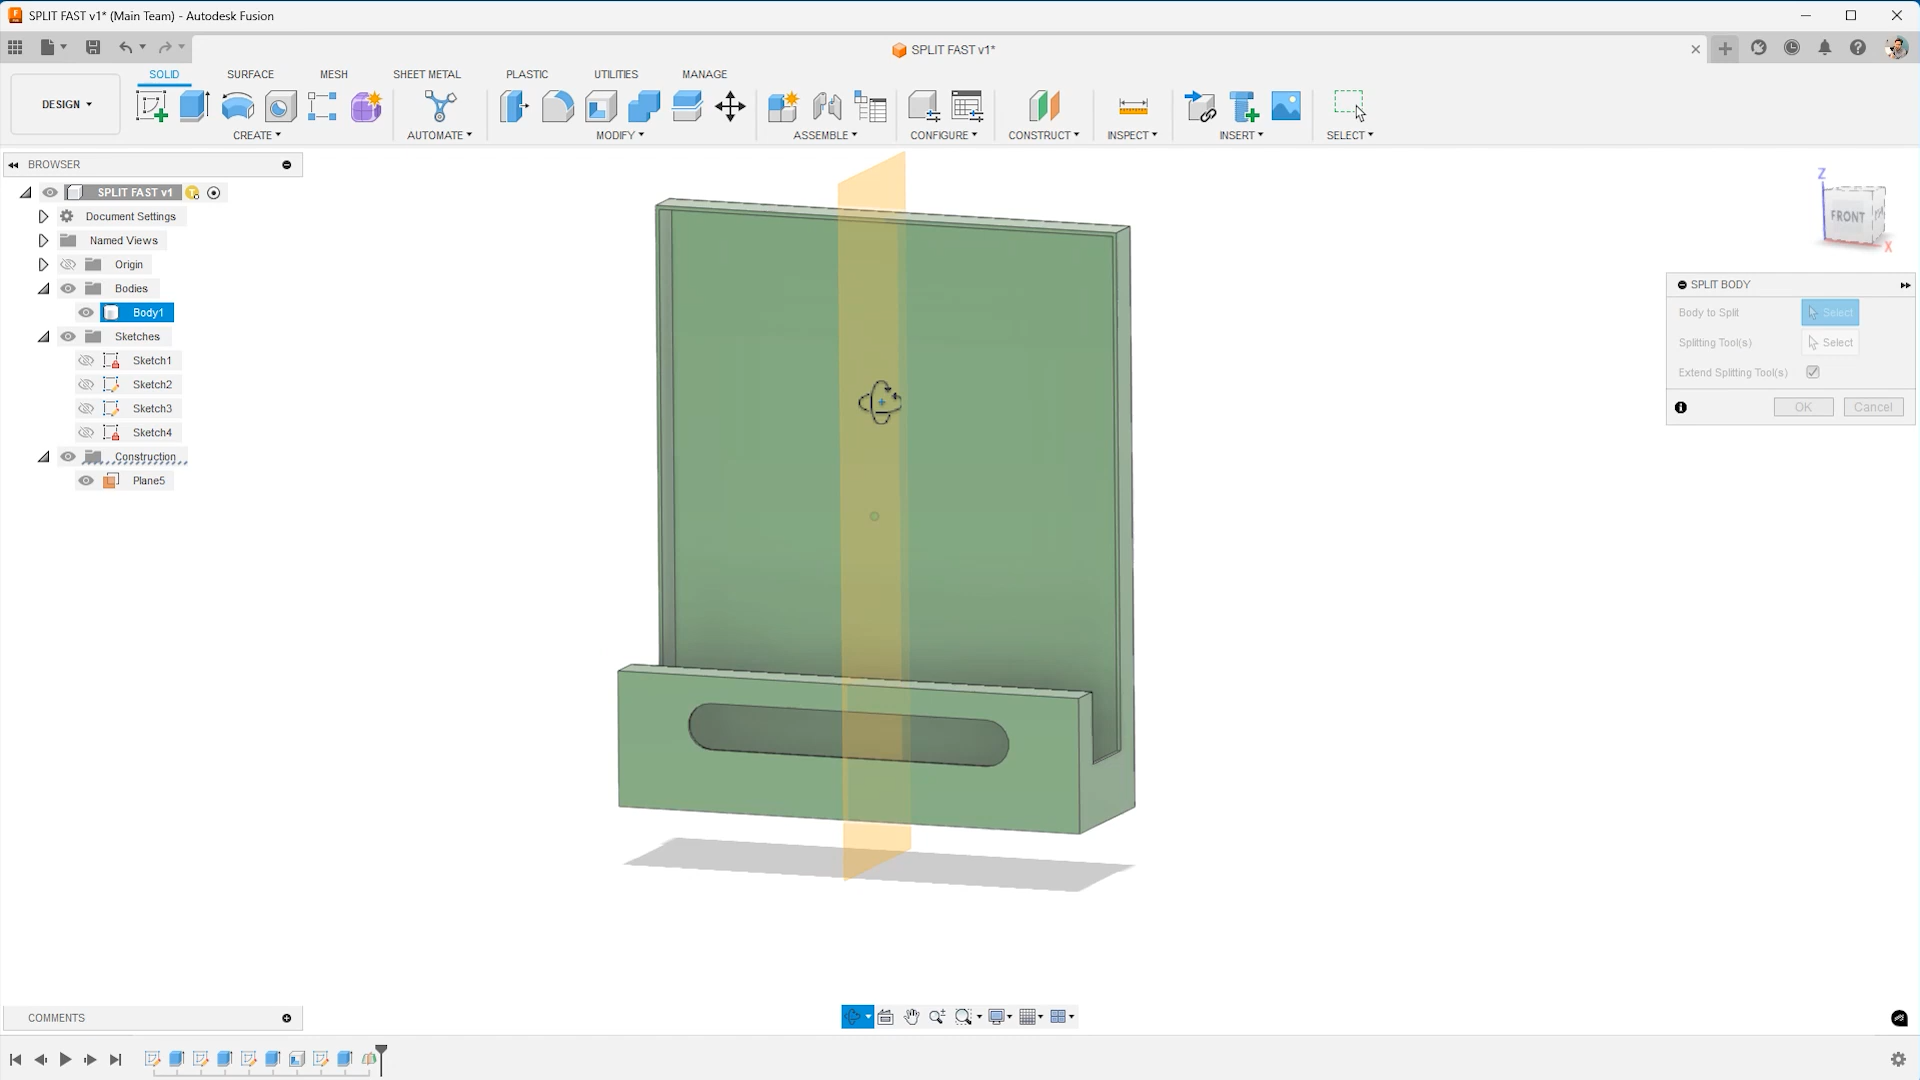 SPLIT FAST v1* (Main Team) - Autodesk Fusion
SPLIT FAST v1*
DESIGN
SOLID SURFACE MESH SHEET METAL PLASTIC UTILITIES MANAGE
CREATE AUTOMATE MODIFY ASSEMBLE CONFIGURE CONSTRUCT INSPECT INSERT SELECT
BROWSER
SPLIT FAST v1
Document Settings
Named Views
Origin
Bodies
Body1
Sketches
Sketch1
Sketch2
Sketch3
Sketch4
Construction
Plane5
Z
FRONT
X
SPLIT BODY
Body to Split Select
Splitting Tool(s) Select
Extend Splitting Tool(s)
OK Cancel
COMMENTS